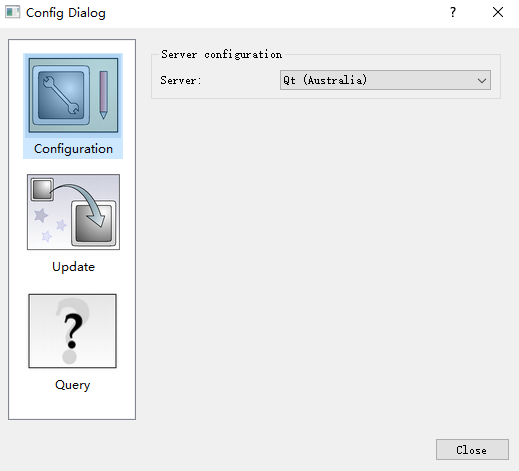 Config Dialog
?
Configuration
Update
?
Query
Server configuration
Server:
Qt (Australia)
Close